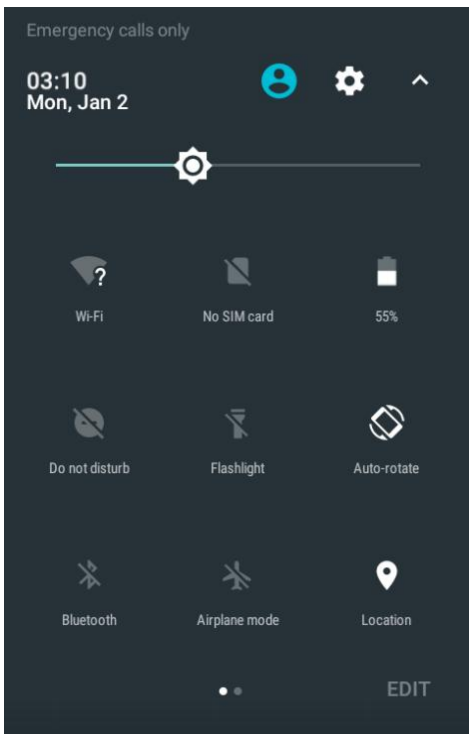 Emergency calls only
03:10
Mon, Jan 2
?
Wi-Fi
No SIM card
55%
Do not disturb
Flashlight
Auto-rotate
Bluetooth
Airplane mode
Location
EDIT